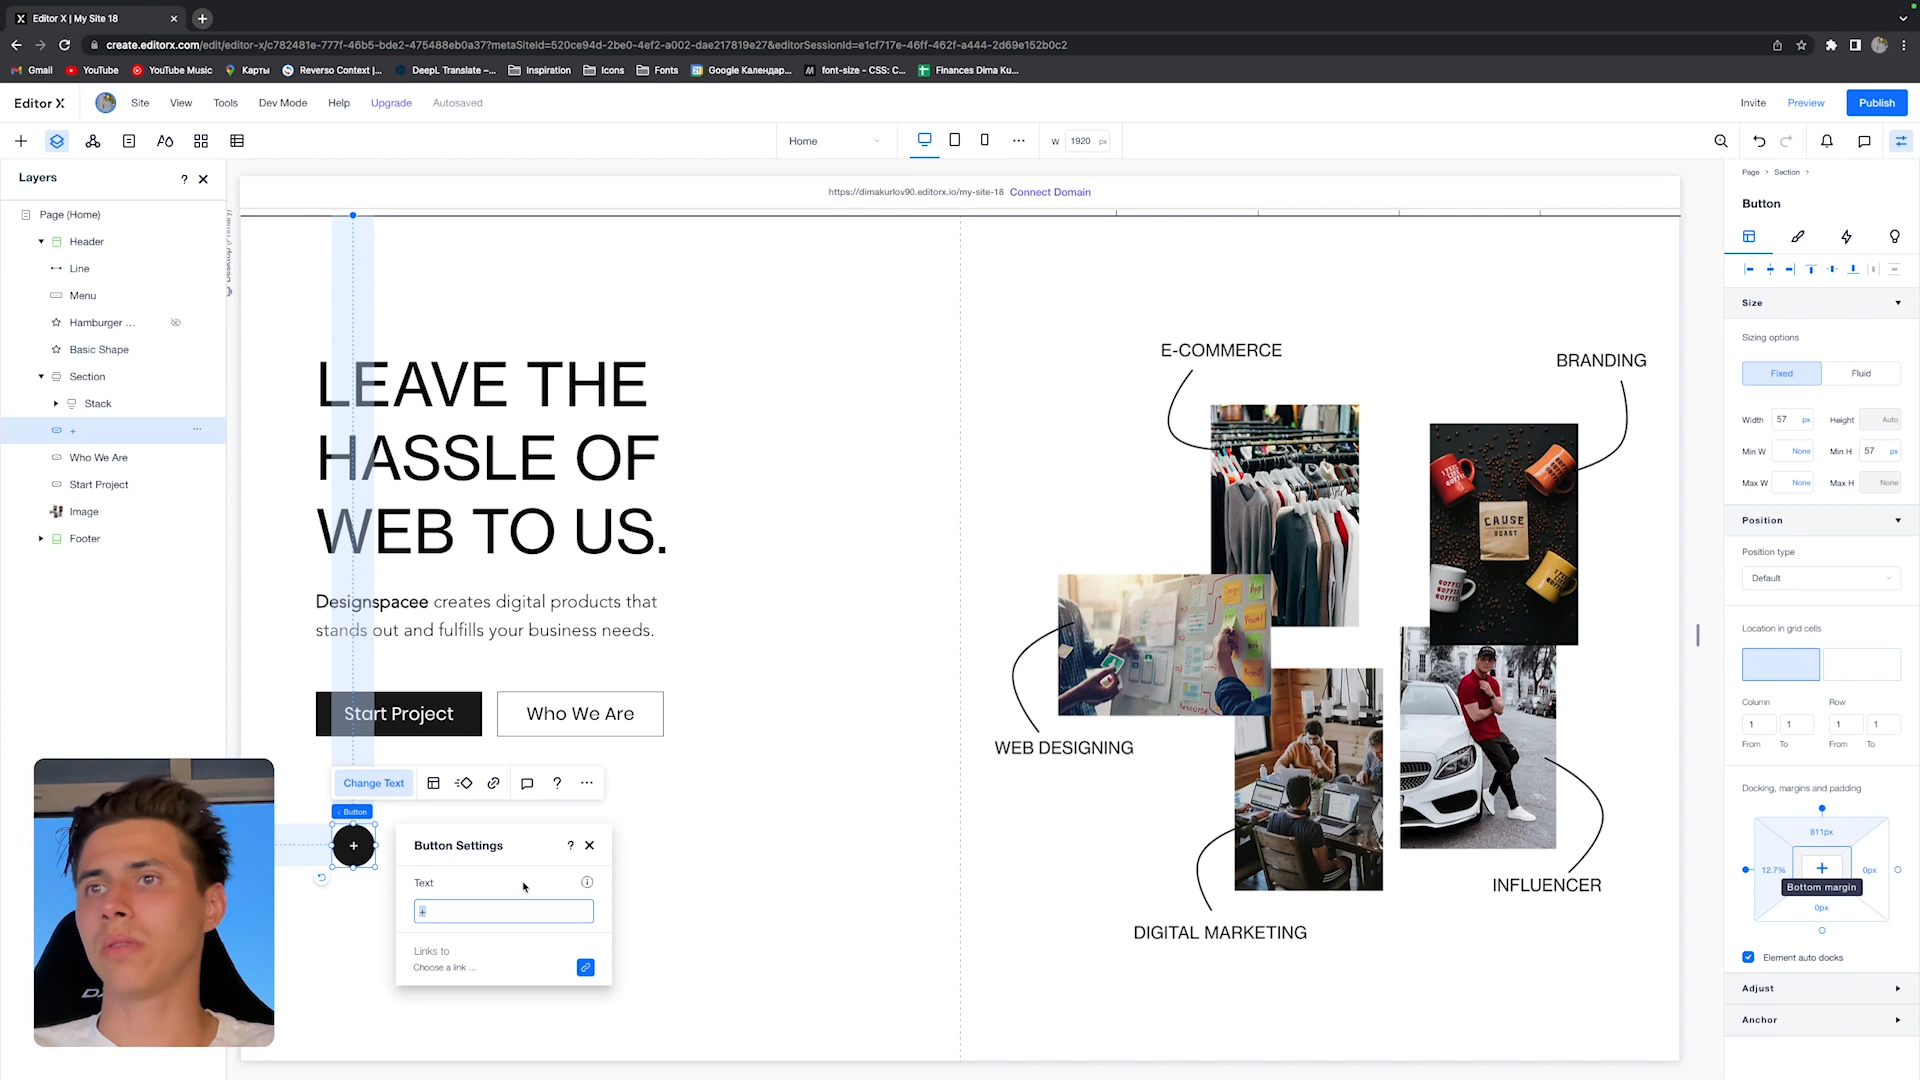 Editor X | My Site 18
create.editorx.com/edit/editor-x/c782481e-777f-46b5-bde2-475488eb0a37?metaSiteId=520ce94d-2be0-4ef2-a002-dae217819e27&editorSessionId=e1cf717e-46ff-462f-a444-2d69e152b0c2
Gmail YouTube YouTube Music Карты Reverso Context |... DeepL Translate –... Inspiration Icons Fonts Google Календар... font-size - CSS: C... Finances Dima Ku...
Editor X Site View Tools Dev Mode Help Upgrade Autosaved Invite Preview Publish
Home W 1920 px
Layers ?
Page (Home)
Header
Line
Menu
Hamburger ...
Basic Shape
Section
Stack
+
Who We Are
Start Project
Image
Footer
https://dimakurlov90.editorx.io/my-site-18 Connect Domain
LEAVE THE
HASSLE OF
WEB TO US.
Designspacee creates digital products that
stands out and fulfills your business needs.
Start Project Who We Are
Change Text ?
< Button
+
Button Settings ?
Text
+
Links to
Choose a link ...
E-COMMERCE
BRANDING
I FEEL LIKE COFFEE
CAUSE
ROAST
WEB DESIGNING
INFLUENCER
DIGITAL MARKETING
Page > Section >
Button
Size
Sizing options
Fixed Fluid
Width 57 px Height Auto
Min W None Min H 57 px
Max W None Max H None
Position
Position type
Default
Location in grid cells
Column Row
1 1 1 1
From To From To
Docking, margins and padding
811px
12.7% + 0px
Bottom margin
0px
Element auto docks
Adjust
Anchor